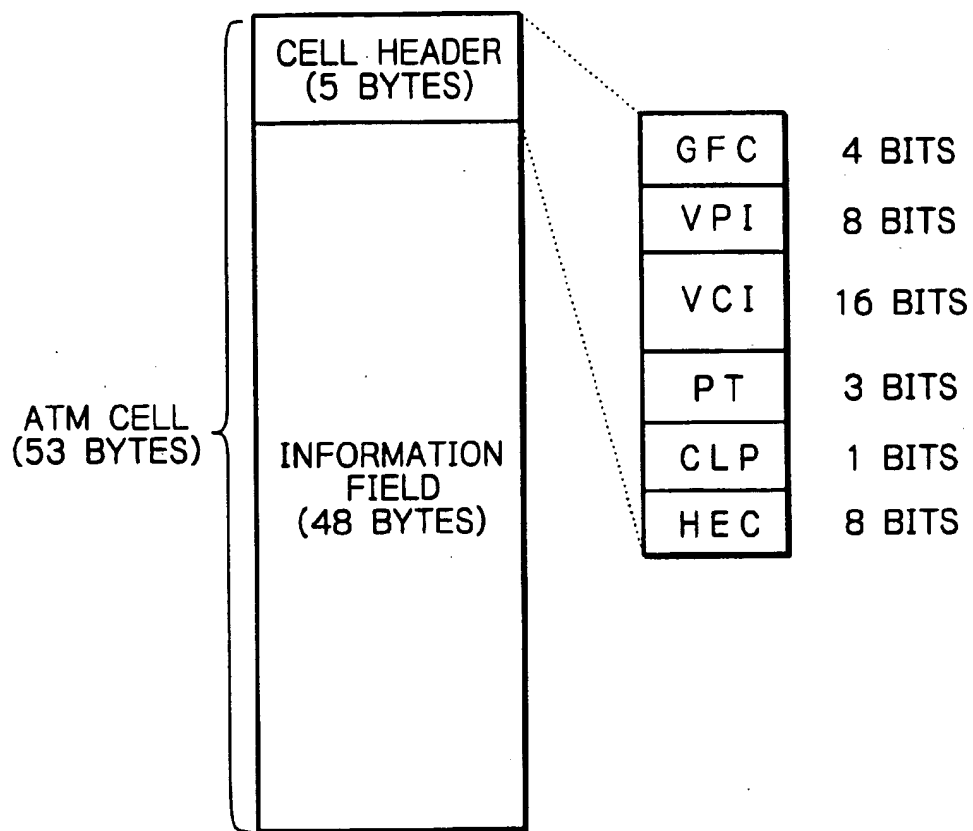 CELL HEADER
(5 BYTES)
GFC 4 BITS
VPI 8 BITS
VCI 16 BITS
PT 3 BITS
CLP 1 BITS
HEC 8 BITS
ATM CELL
(53 BYTES)
INFORMATION
FIELD
(48 BYTES)